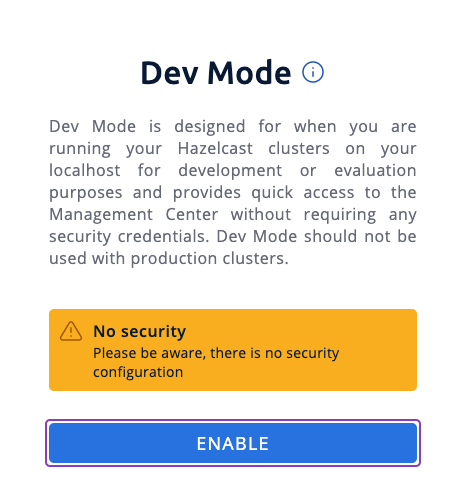 Dev Mode
Dev Mode is designed for when you are
running your Hazelcast clusters on your
localhost for development or evaluation
purposes and provides quick access to the
Management Center without requiring any
security credentials. Dev Mode should not be
used with production clusters.
No security
Please be aware, there is no security
configuration
ENABLE